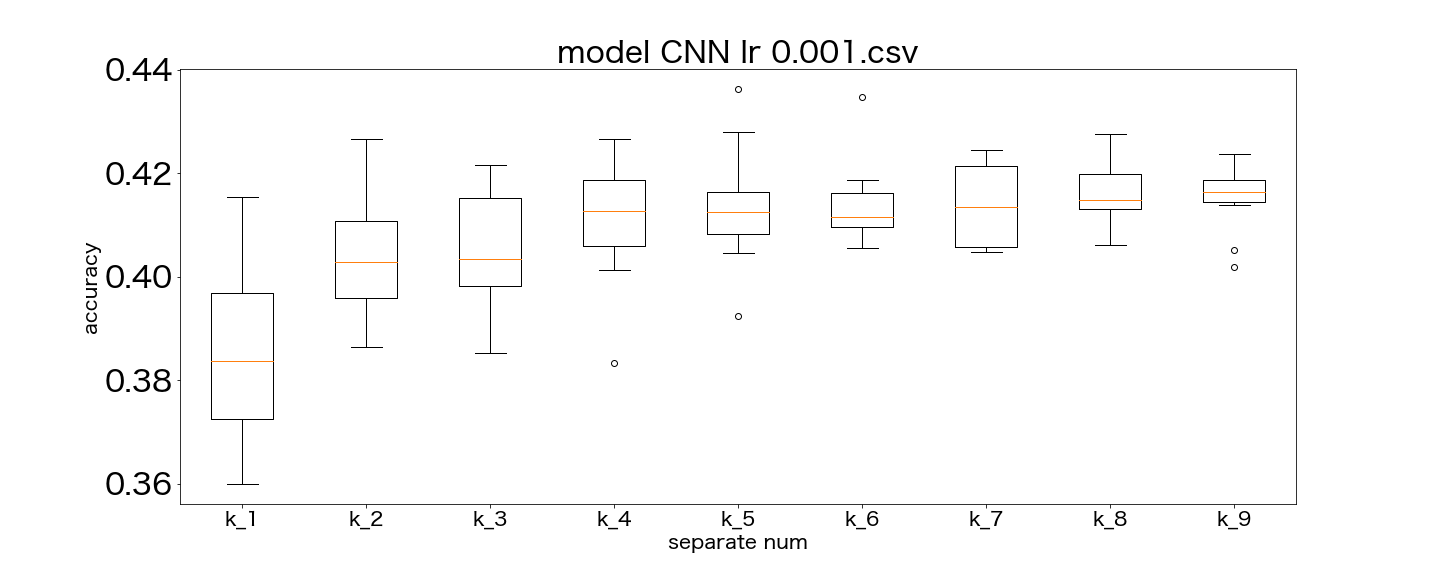 model CNN lr 0.001.csv
0.44
0.42
0.40
0.38
0.36
accuracy
k_1 k_2 k_3 k_4 k_5 k_6 k_7 k_8 k_9
separate num